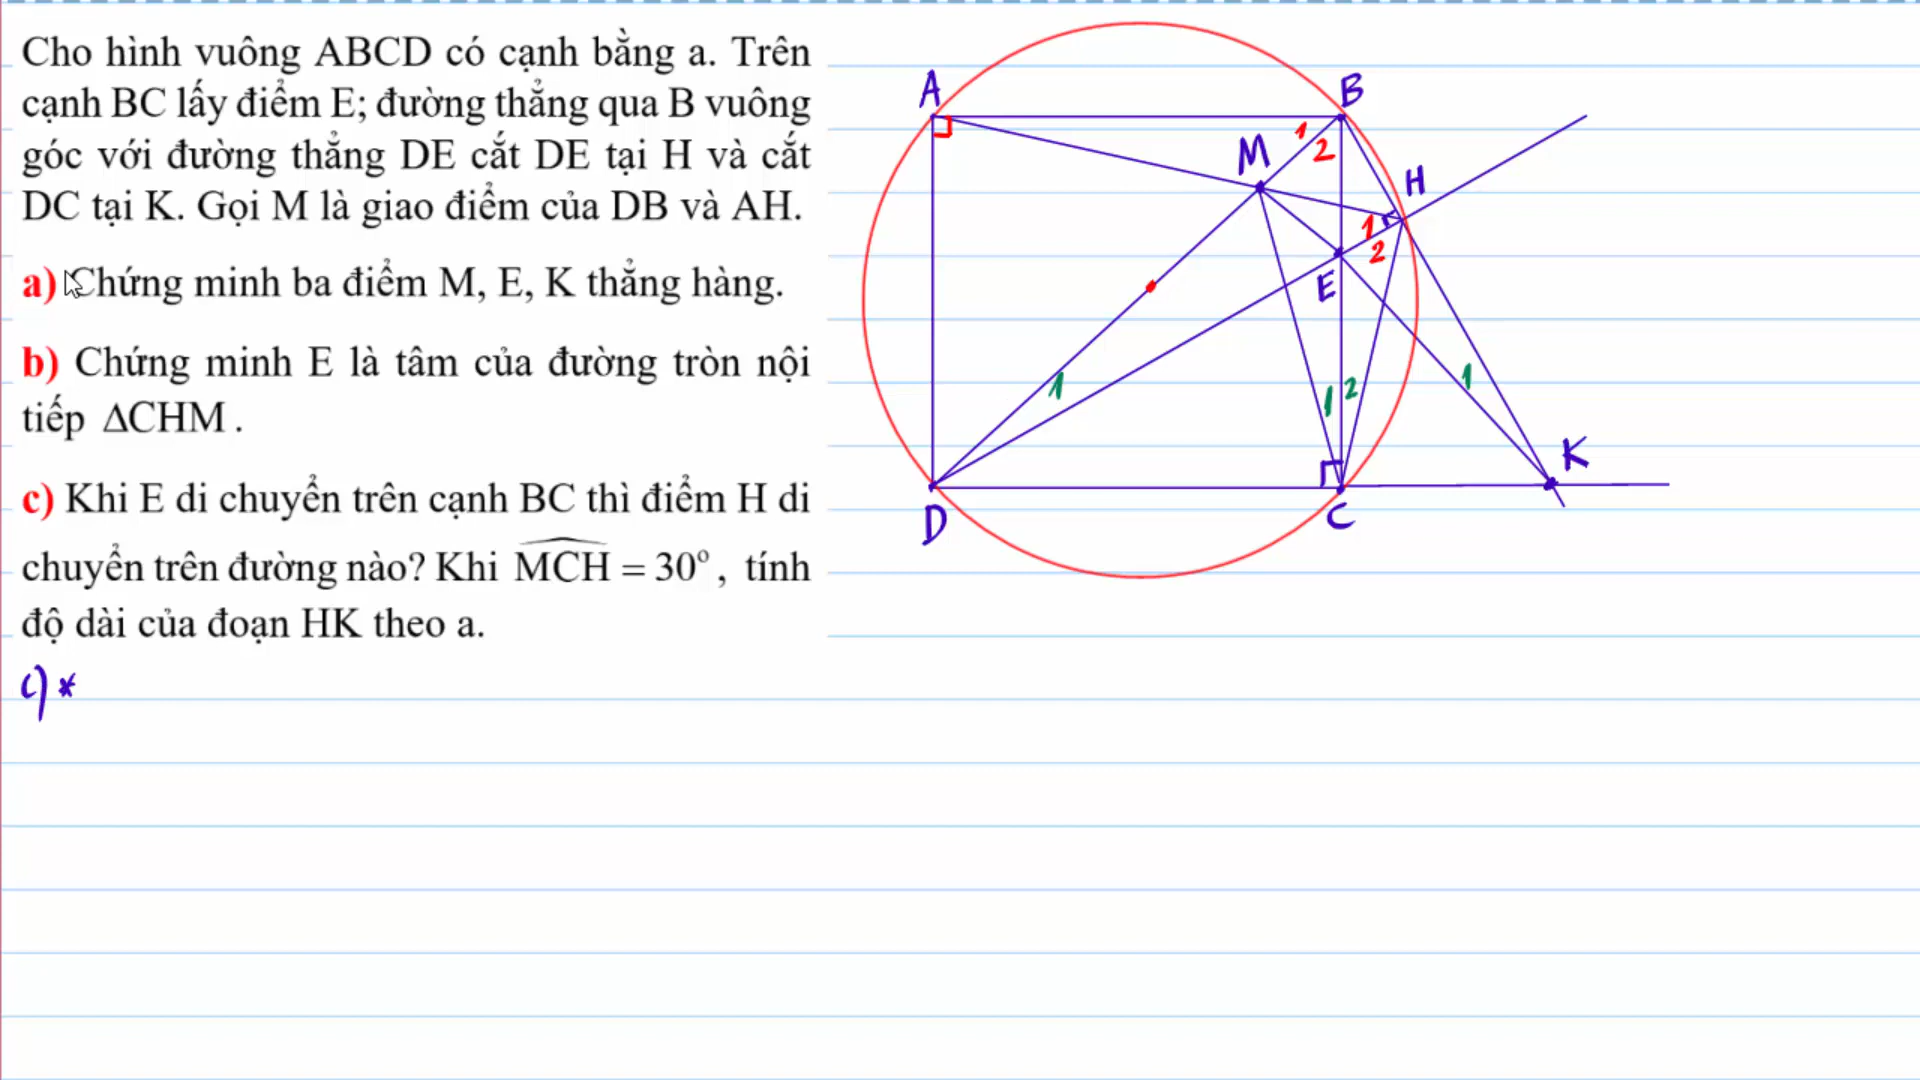 Cho hình vuông ABCD có cạnh bằng a. Trên
cạnh BC lấy điểm E; đường thẳng qua B vuông
góc với đường thẳng DE cắt DE tại H và cắt
DC tại K. Gọi M là giao điểm của DB và AH.
a) Chứng minh ba điểm M, E, K thẳng hàng.
b) Chứng minh E là tâm của đường tròn nội
tiếp ΔCHM.
c) Khi E di chuyển trên cạnh BC thì điểm H di
chuyển trên đường nào? Khi $\widehat{MCH}$ = 30°, tính
độ dài của đoạn HK theo a.
c) *
A
B
1
2
M
H
1
2
E
1
1 2
1
K
D
C